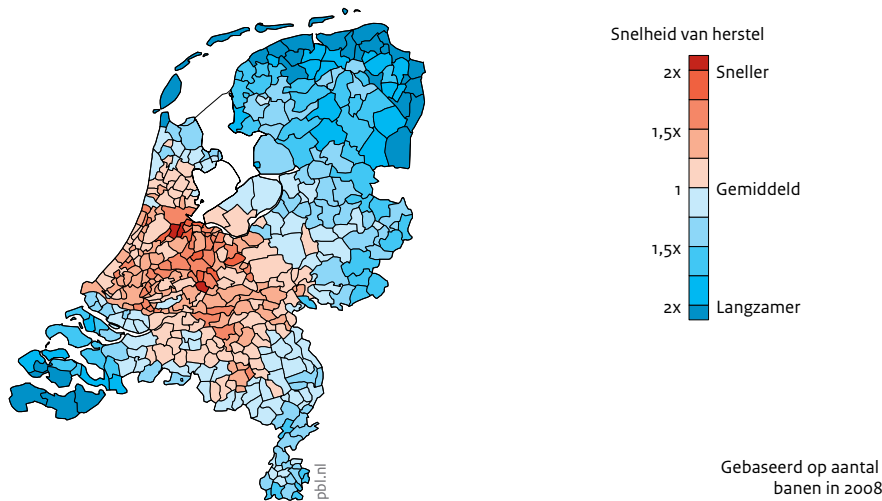 Snelheid van herstel
2x Sneller
1,5x
1 Gemiddeld
1,5x
2x Langzamer
pbl.nl
Gebaseerd op aantal
banen in 2008